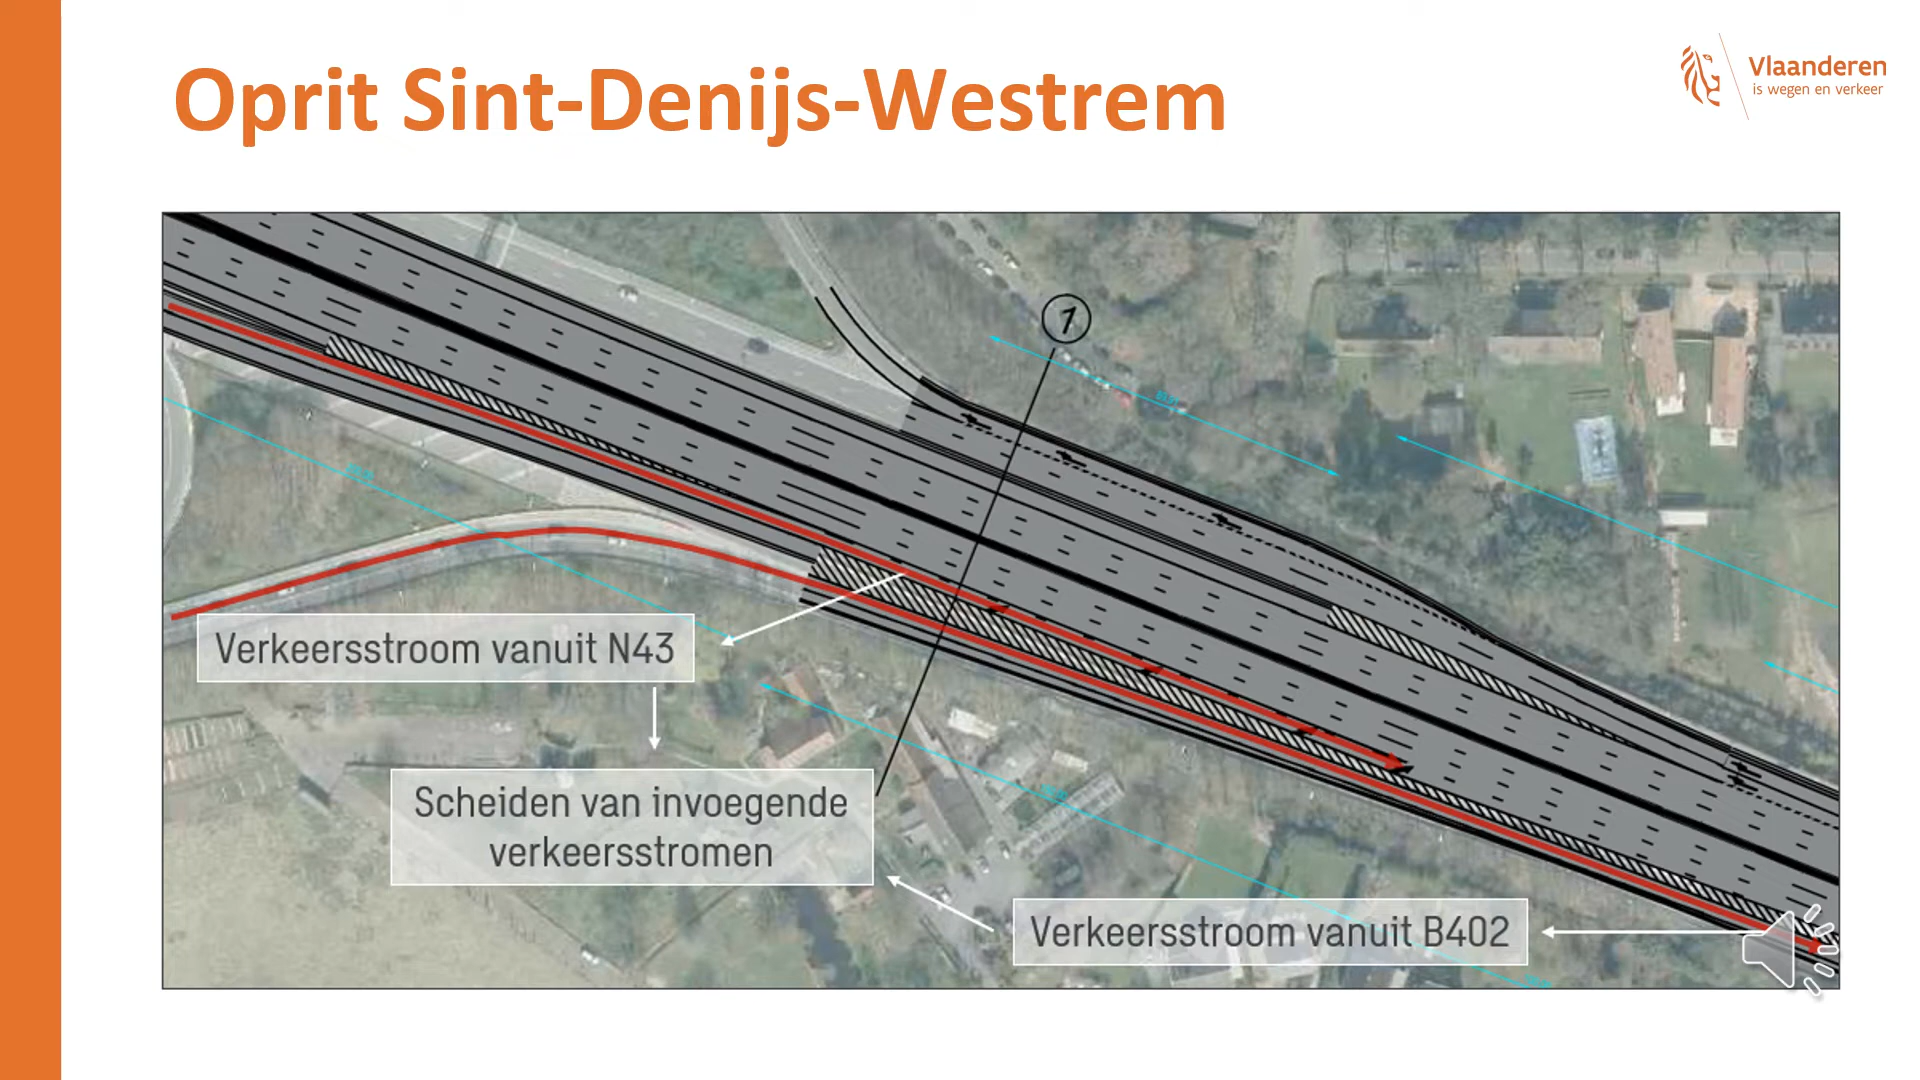 Oprit Sint-Denijs-Westrem
Vlaanderen
is wegen en verkeer
1
Verkeersstroom vanuit N43
Scheiden van invoegende
verkeersstromen
Verkeersstroom vanuit B402